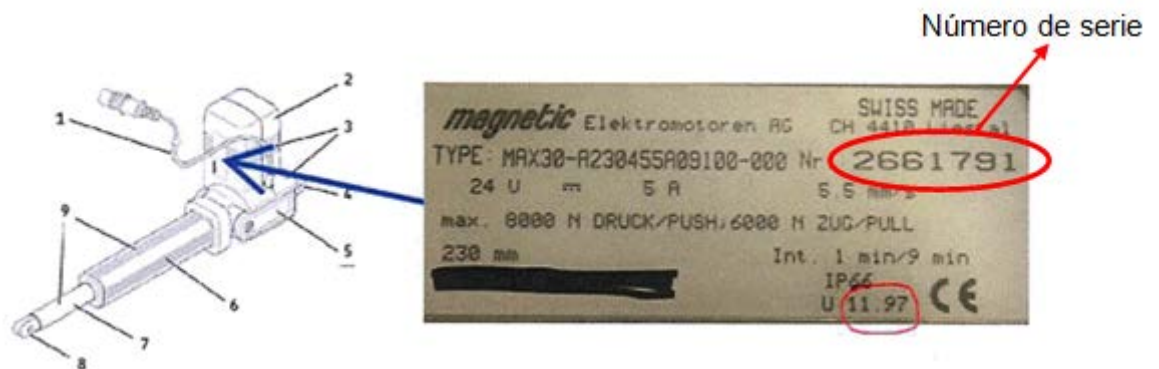 Número de serie
1
2
3
4
5
6
7
8
9
magnetic Elektromotoren AG
SWISS MADE
CH 4410
TYPE: MAX30-A230455A09100-000 Nr. 2661791
24 V 5 A 5.5 mm/s
max. 8000 N DRUCK/PUSH; 6000 N ZUG/PULL
230 mm Int. 1 min/9 min
IP66
U 11.97 CE